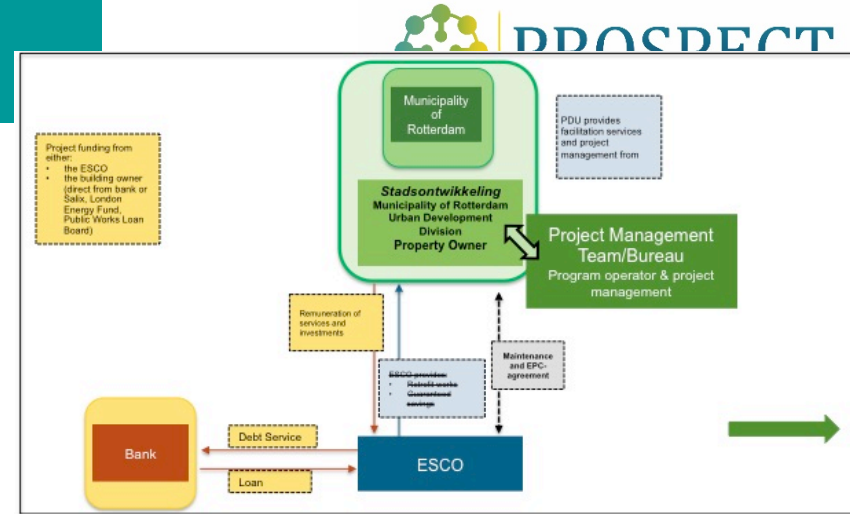 PROSPECT
Municipality
of
Rotterdam
PDU provides
facilitation services
and project
management from
Project funding from
either:
• the ESCO
• the building owner
(direct from bank or
Salix, London
Energy Fund,
Public Works Loan
Board)
Stadsontwikkeling
Municipality of Rotterdam
Urban Development
Division
Property Owner
Project Management
Team/Bureau
Program operator & project
management
Remuneration of
services and
investments
Maintenance
and EPC-
agreement
ESCO provides:
• Retrofit works
• Guaranteed
savings
Debt Service
Bank
ESCO
Loan